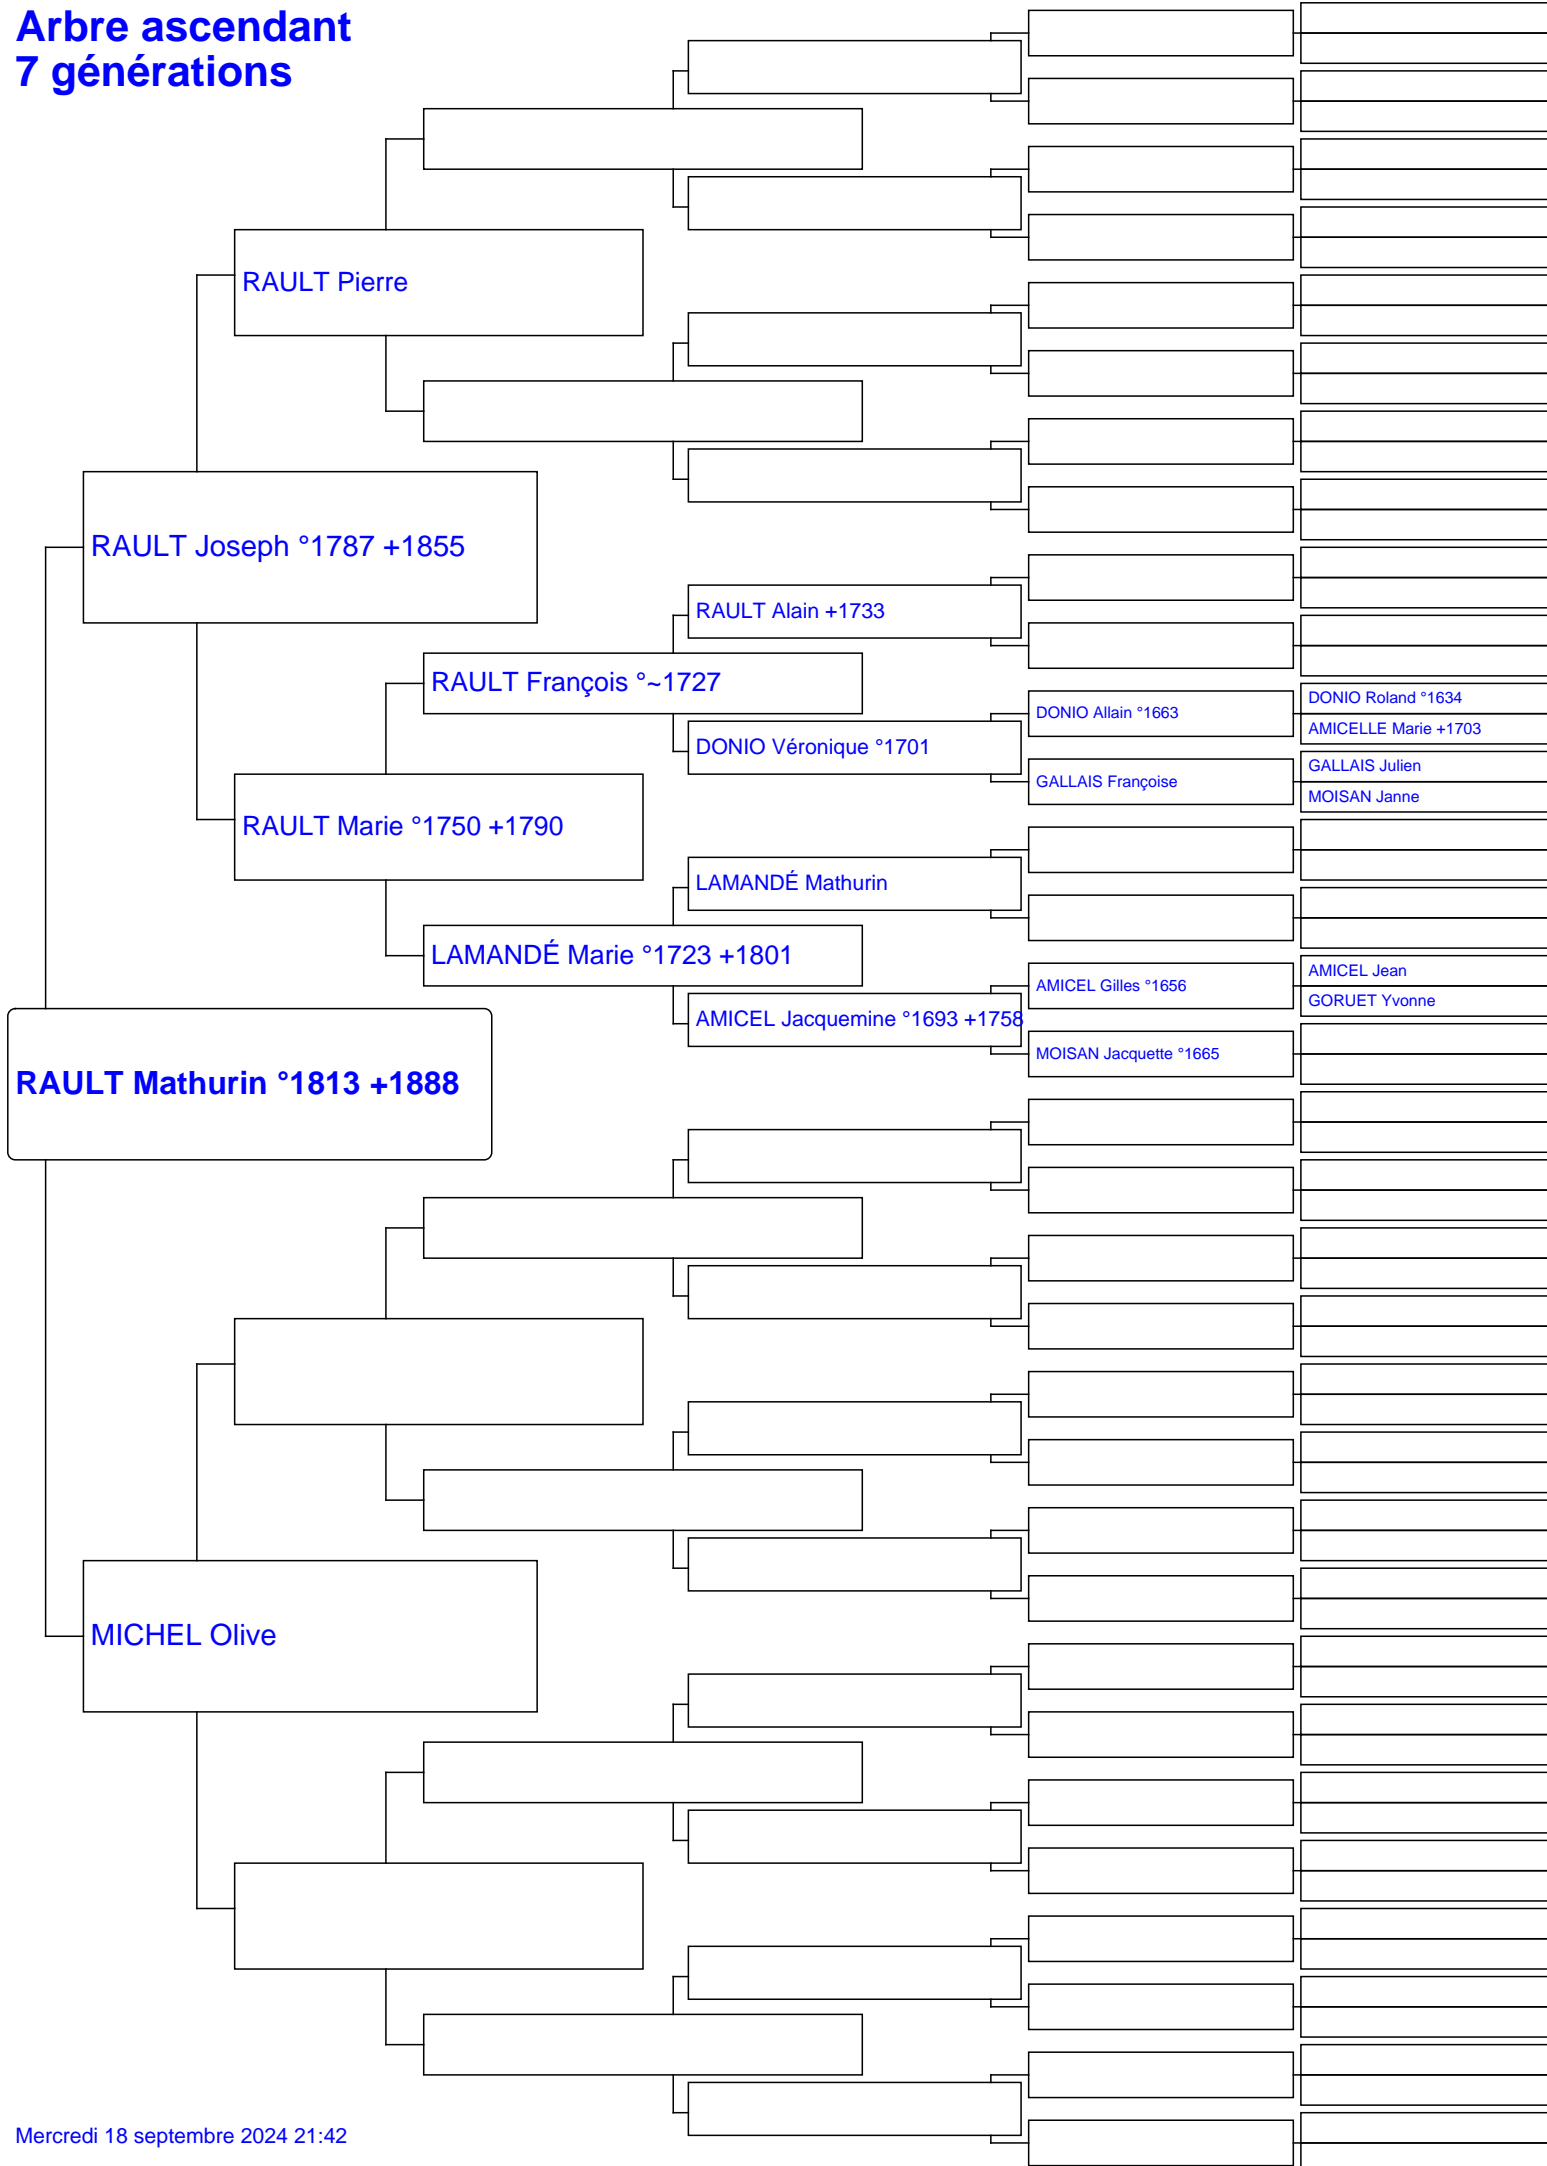 Arbre ascendant
7 générations
RAULT Pierre
RAULT Joseph °1787 +1855
RAULT Alain +1733
RAULT François °~1727
DONIO Allain °1663
DONIO Roland °1634
AMICELLE Marie +1703
DONIO Véronique °1701
GALLAIS Françoise
GALLAIS Julien
MOISAN Janne
RAULT Marie °1750 +1790
LAMANDÉ Mathurin
LAMANDÉ Marie °1723 +1801
AMICEL Gilles °1656
AMICEL Jean
GORUET Yvonne
AMICEL Jacquemine °1693 +1758
MOISAN Jacquette °1665
RAULT Mathurin °1813 +1888
MICHEL Olive
Mercredi 18 septembre 2024 21:42